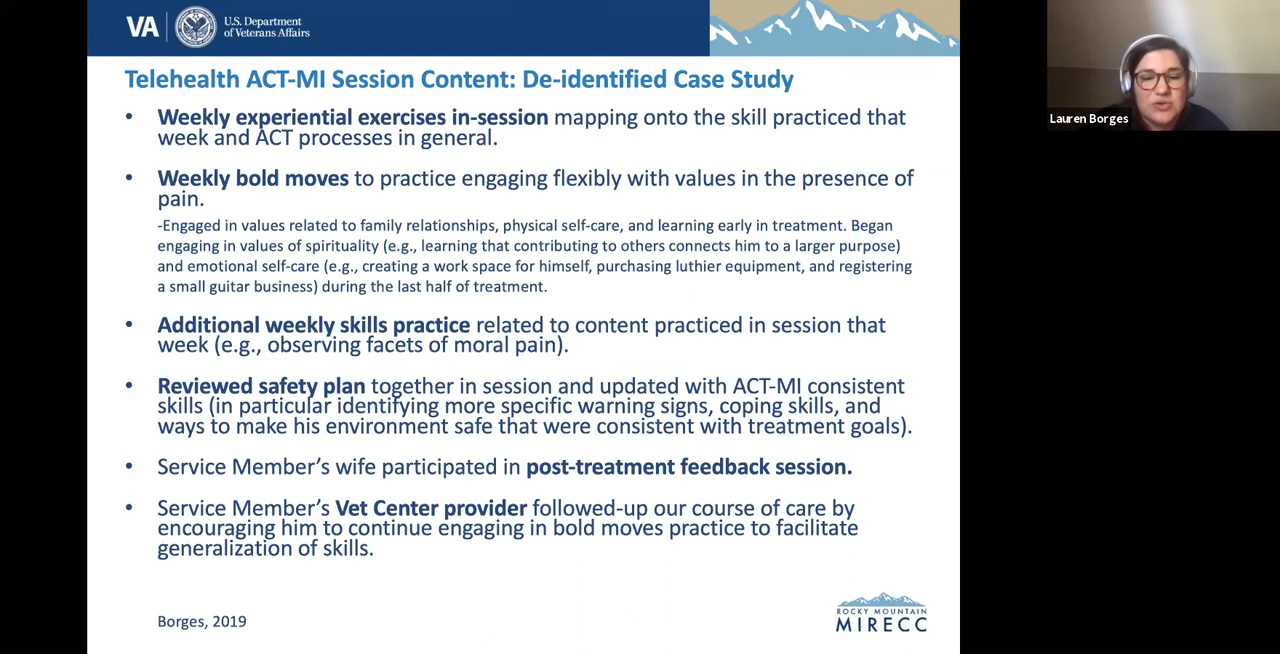 VA
U.S. Department
of Veterans Affairs
Telehealth ACT-MI Session Content: De-identified Case Study
• Weekly experiential exercises in-session mapping onto the skill practiced that
week and ACT processes in general.
• Weekly bold moves to practice engaging flexibly with values in the presence of
pain.
-Engaged in values related to family relationships, physical self-care, and learning early in treatment. Began
engaging in values of spirituality (e.g., learning that contributing to others connects him to a larger purpose)
and emotional self-care (e.g., creating a work space for himself, purchasing luthier equipment, and registering
a small guitar business) during the last half of treatment.
• Additional weekly skills practice related to content practiced in session that
week (e.g., observing facets of moral pain).
• Reviewed safety plan together in session and updated with ACT-MI consistent
skills (in particular identifying more specific warning signs, coping skills, and
ways to make his environment safe that were consistent with treatment goals).
• Service Member's wife participated in post-treatment feedback session.
• Service Member's Vet Center provider followed-up our course of care by
encouraging him to continue engaging in bold moves practice to facilitate
generalization of skills.
Borges, 2019
ROCKY MOUNTAIN
MIRECC
Lauren Borges